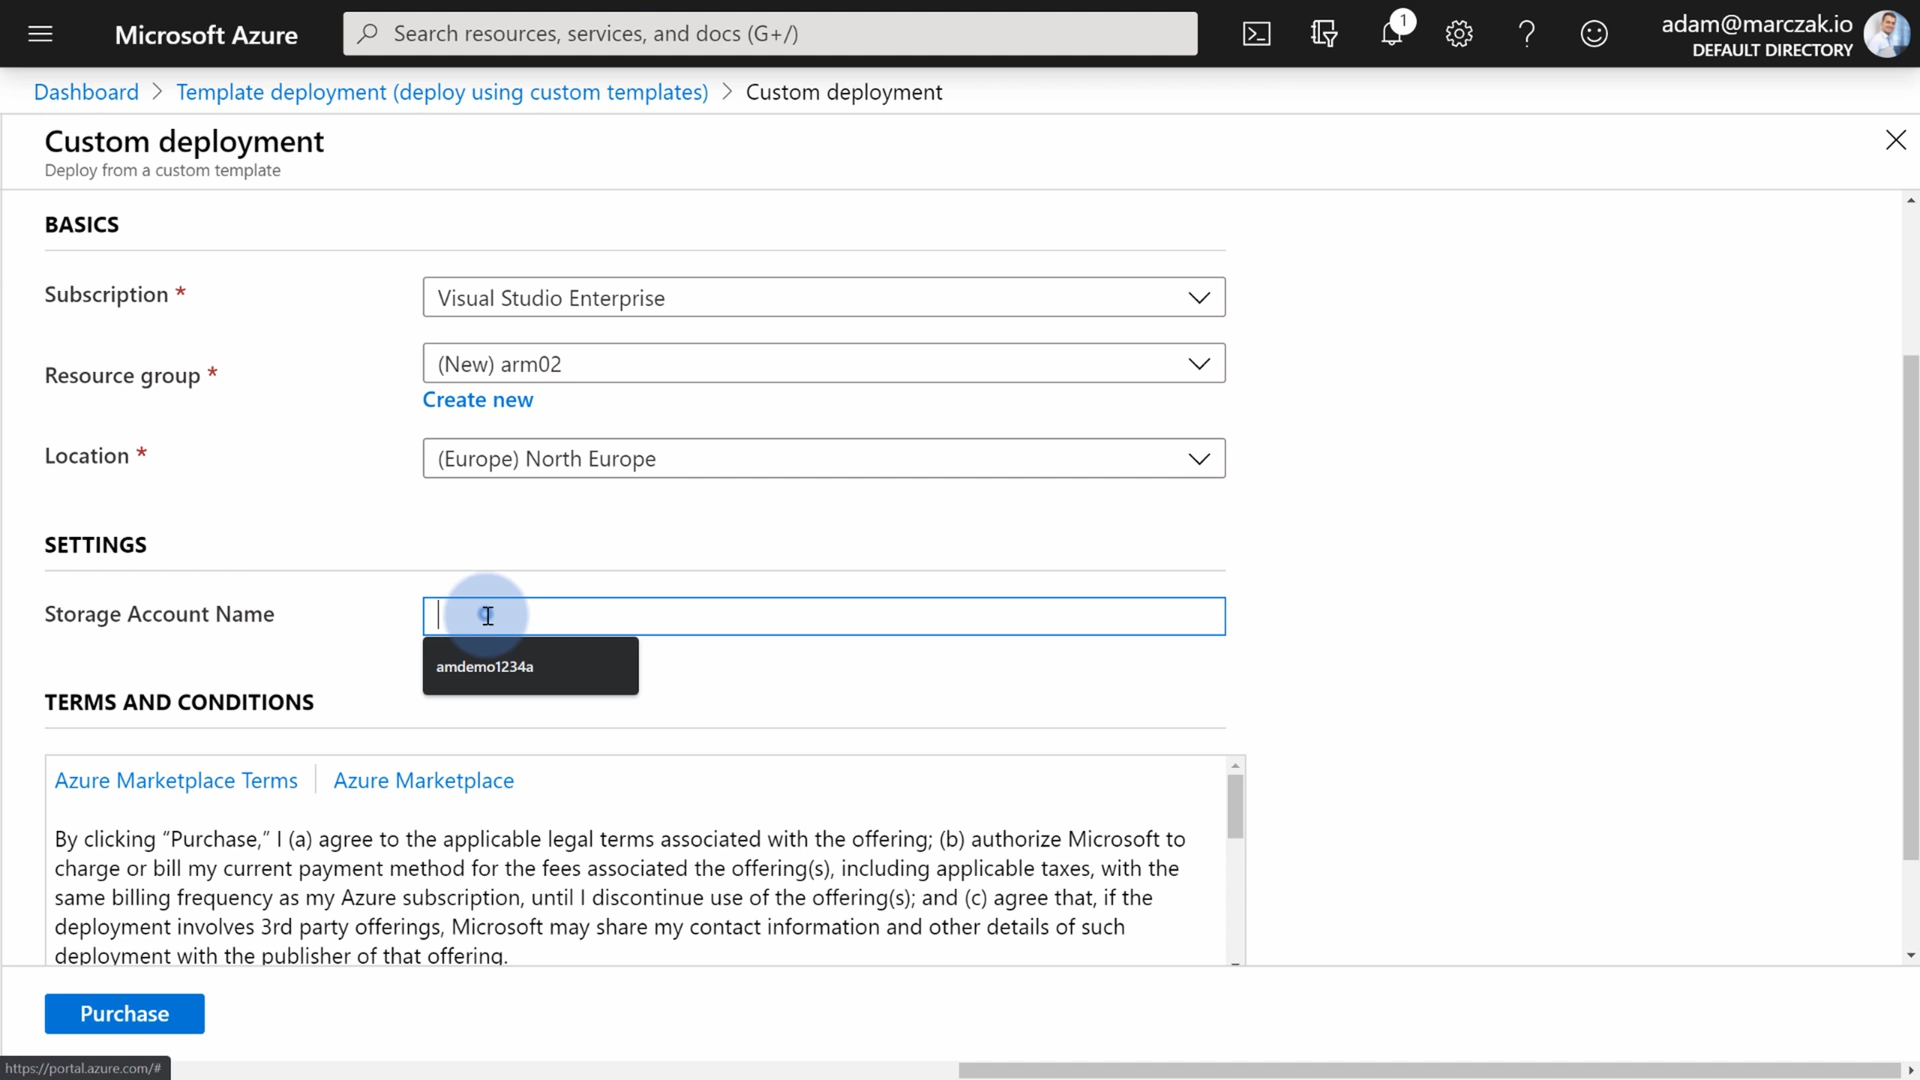 Microsoft Azure
Search resources, services, and docs (G+/)
1
adam@marczak.io
DEFAULT DIRECTORY
Dashboard > Template deployment (deploy using custom templates) > Custom deployment
Custom deployment
Deploy from a custom template
BASICS
Subscription *
Visual Studio Enterprise
Resource group *
(New) arm02
Create new
Location *
(Europe) North Europe
SETTINGS
Storage Account Name
amdemo1234a
TERMS AND CONDITIONS
Azure Marketplace Terms | Azure Marketplace
By clicking “Purchase,” I (a) agree to the applicable legal terms associated with the offering; (b) authorize Microsoft to
charge or bill my current payment method for the fees associated the offering(s), including applicable taxes, with the
same billing frequency as my Azure subscription, until I discontinue use of the offering(s); and (c) agree that, if the
deployment involves 3rd party offerings, Microsoft may share my contact information and other details of such
deployment with the publisher of that offering.
Purchase
https://portal.azure.com/#